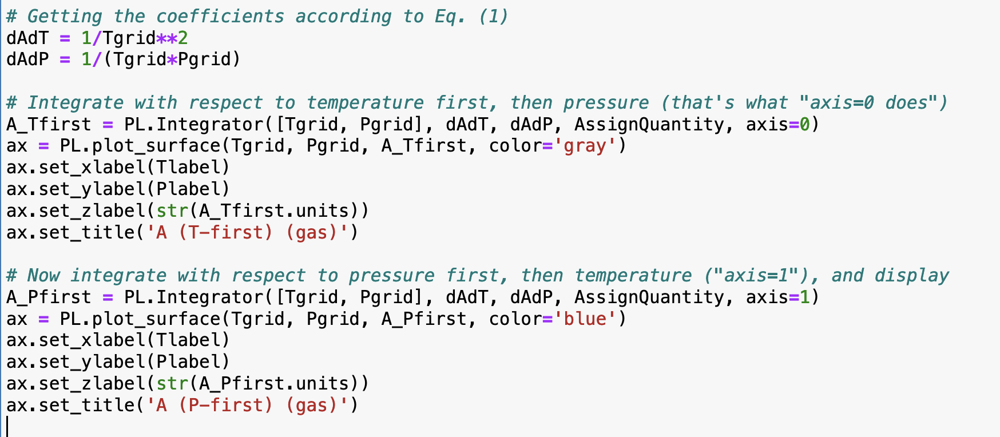 # Getting the coefficients according to Eq. (1)
dAdT = 1/Tgrid**2
dAdP = 1/(Tgrid*Pgrid)
# Integrate with respect to temperature first, then pressure (that's what "axis=0 does")
A_Tfirst = PL.Integrator([Tgrid, Pgrid], dAdT, dAdP, AssignQuantity, axis=0)
ax = PL.plot_surface(Tgrid, Pgrid, A_Tfirst, color='gray')
ax.set_xlabel(Tlabel)
ax.set_ylabel(Plabel)
ax.set_zlabel(str(A_Tfirst.units))
ax.set_title('A (T-first) (gas)')
# Now integrate with respect to pressure first, then temperature ("axis=1"), and display
A_Pfirst = PL.Integrator([Tgrid, Pgrid], dAdT, dAdP, AssignQuantity, axis=1)
ax = PL.plot_surface(Tgrid, Pgrid, A_Pfirst, color='blue')
ax.set_xlabel(Tlabel)
ax.set_ylabel(Plabel)
ax.set_zlabel(str(A_Pfirst.units))
ax.set_title('A (P-first) (gas)')